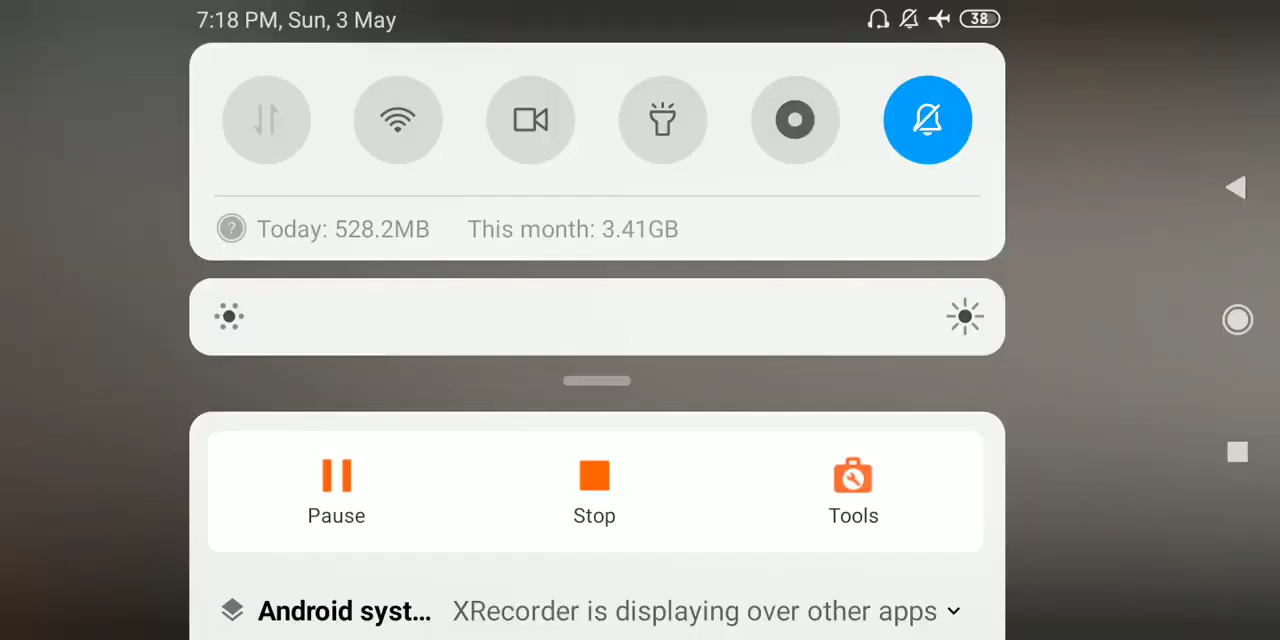 7:18 PM, Sun, 3 May 38
? Today: 528.2MB This month: 3.41GB
Pause Stop Tools
Android syst... XRecorder is displaying over other apps